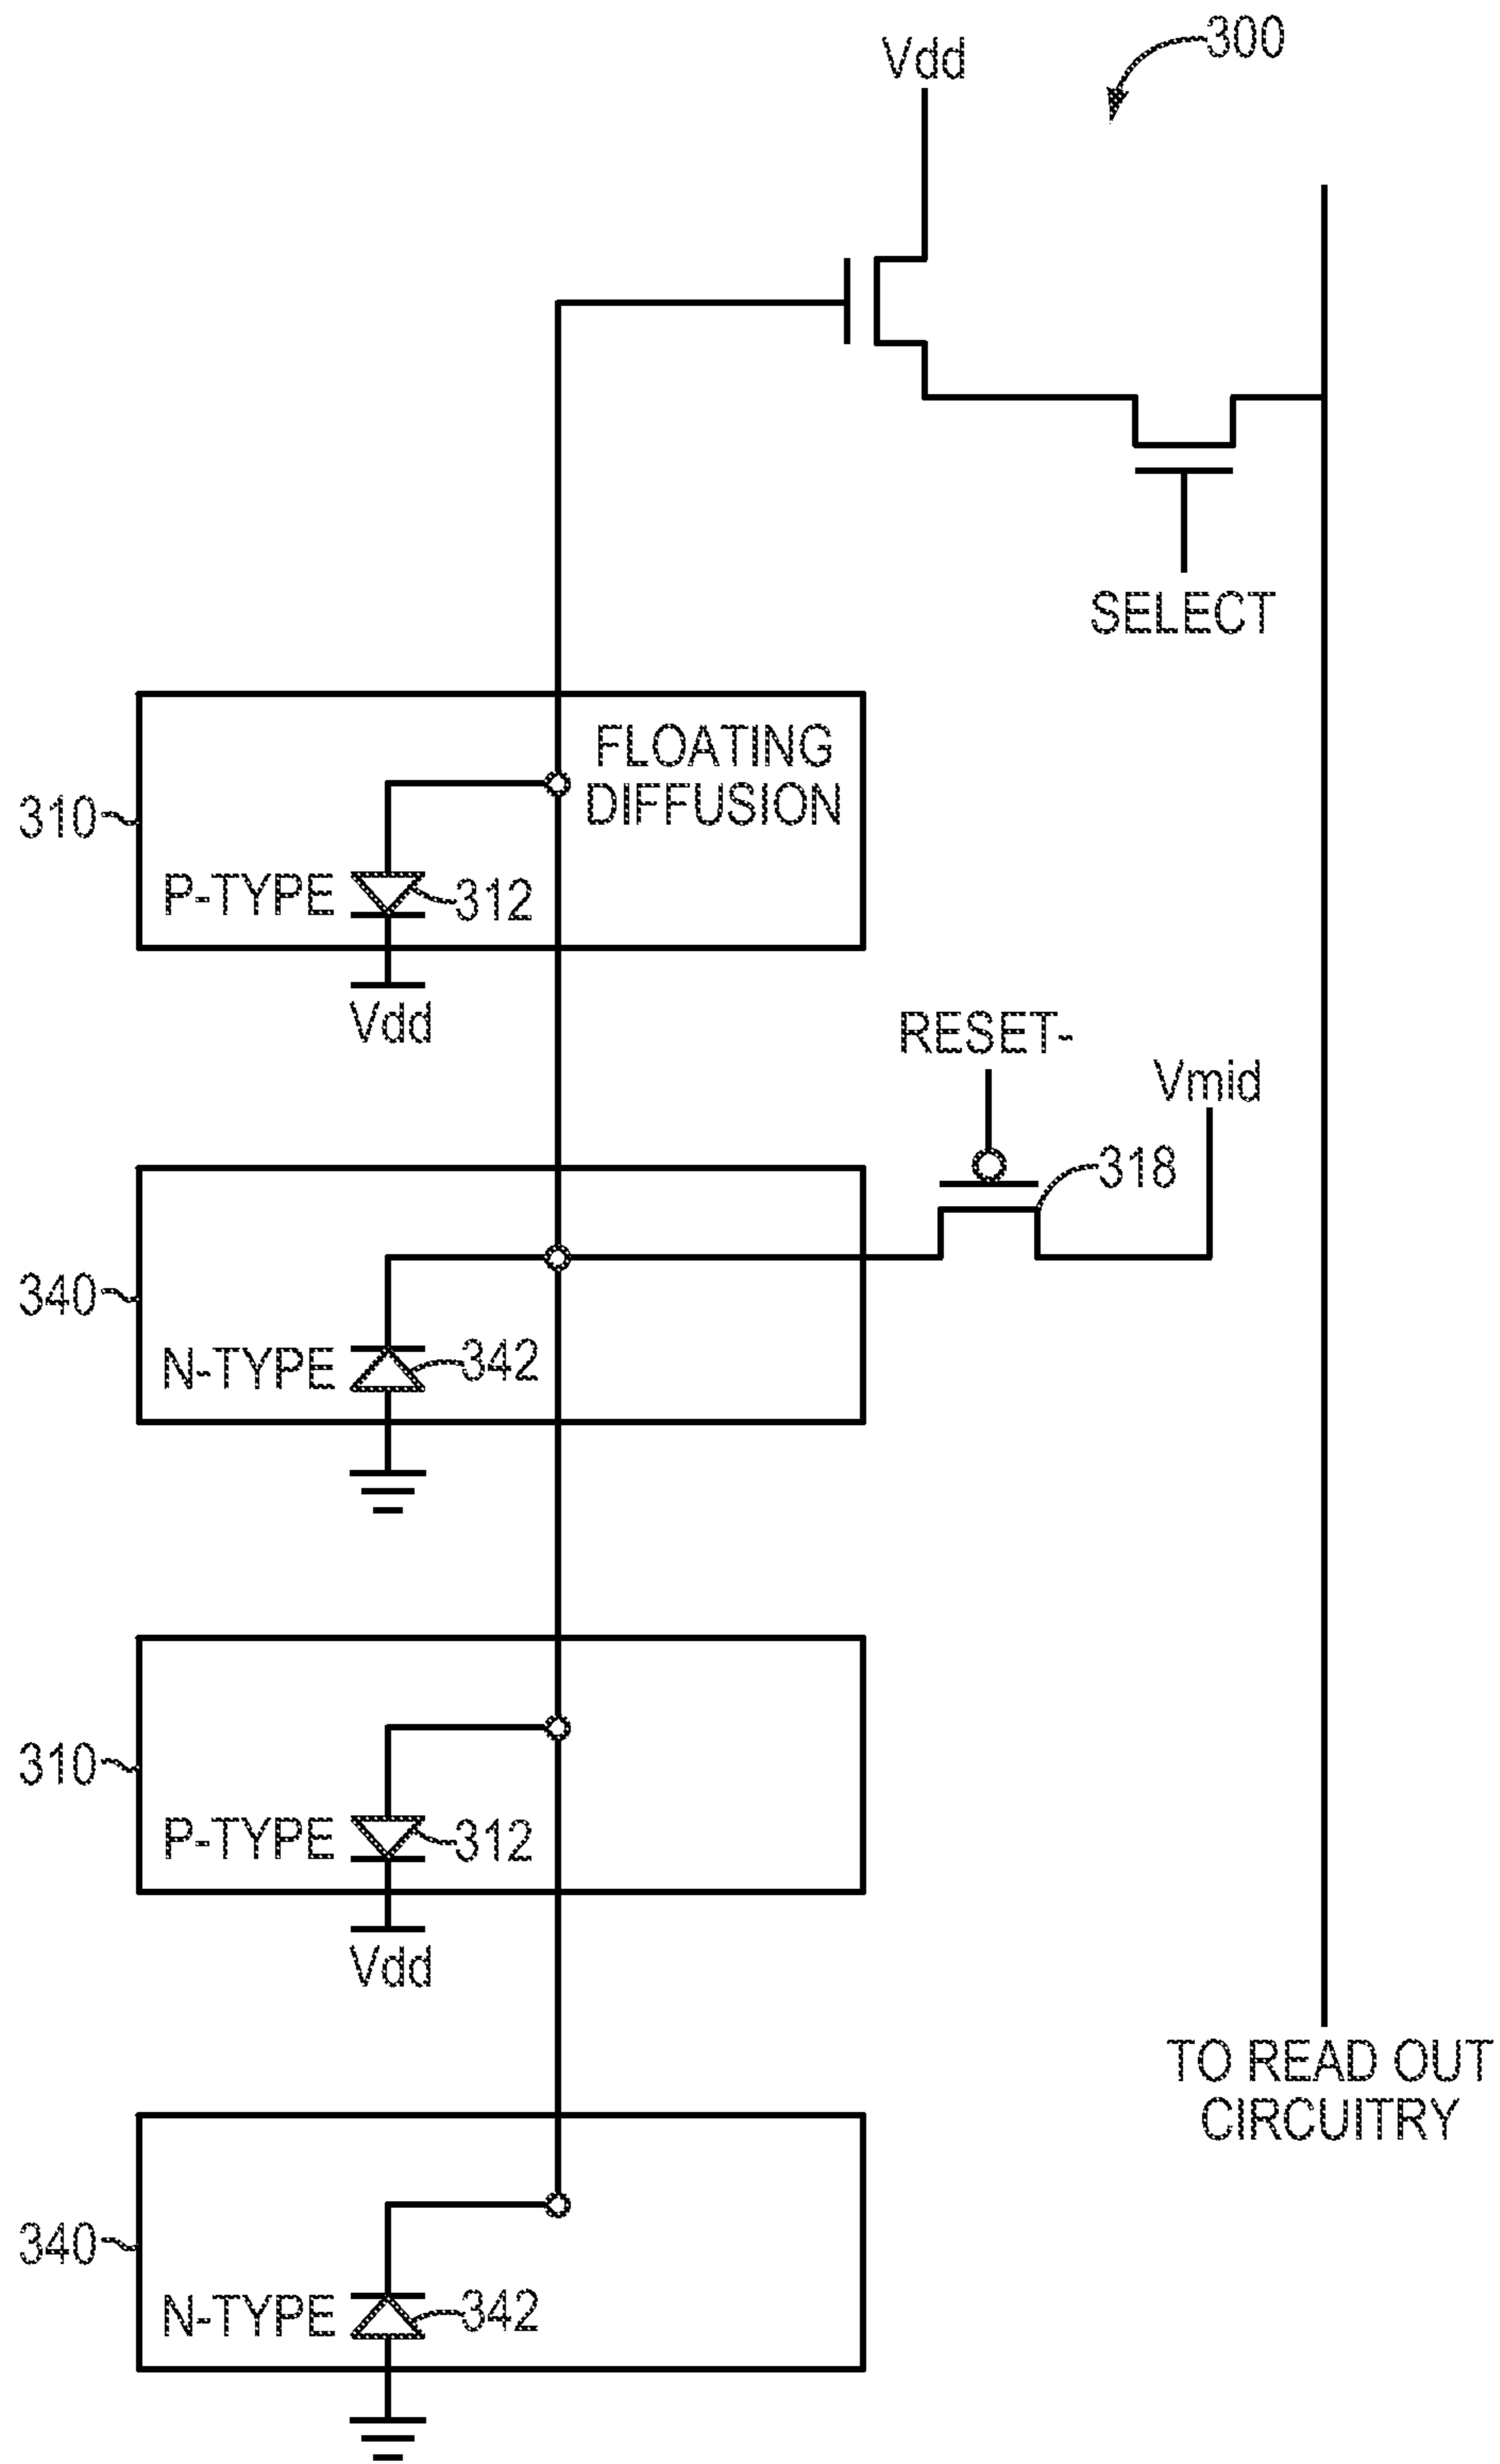 300
Vdd
SELECT
FLOATING
DIFFUSION
310
P-TYPE
312
Vdd
RESET-
Vmid
318
340
N-TYPE
342
310
P-TYPE
312
Vdd
TO READ OUT
CIRCUITRY
340
N-TYPE
342